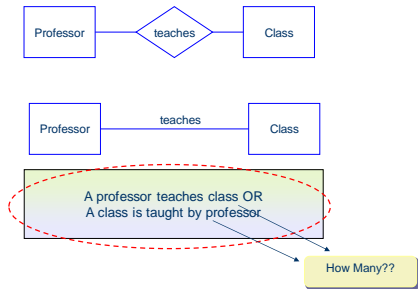 Professor teaches Class
teaches
Professor Class
A professor teaches class OR
A class is taught by professor
How Many??